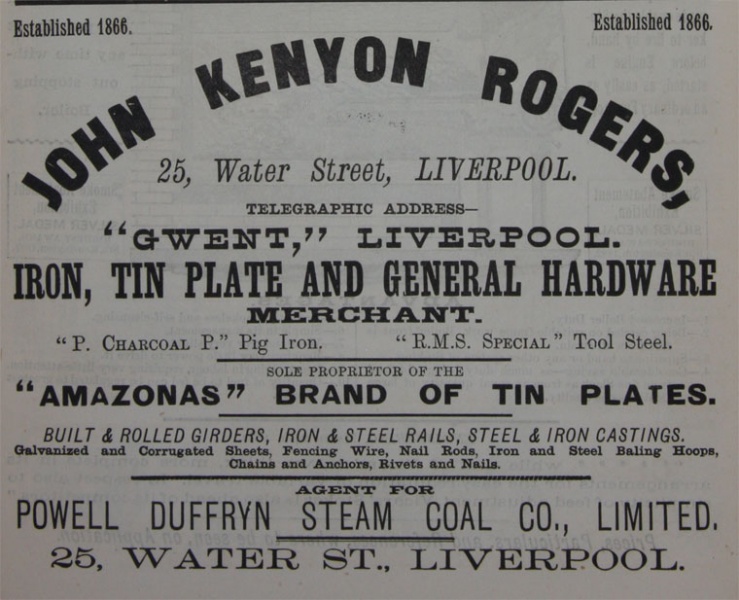 Established 1866. Established 1866.
JOHN KENYON ROGERS,
25, Water Street, LIVERPOOL.
TELEGRAPHIC ADDRESS—
"GWENT," LIVERPOOL.
IRON, TIN PLATE AND GENERAL HARDWARE
MERCHANT.
"P. CHARCOAL P." Pig Iron. "R.M.S. SPECIAL" Tool Steel.
SOLE PROPRIETOR OF THE
"AMAZONAS" BRAND OF TIN PLATES.
BUILT & ROLLED GIRDERS, IRON & STEEL RAILS, STEEL & IRON CASTINGS.
Galvanized and Corrugated Sheets, Fencing Wire, Nail Rods, Iron and Steel Baling Hoops,
Chains and Anchors, Rivets and Nails.
AGENT FOR
POWELL DUFFRYN STEAM COAL CO., LIMITED.
25, WATER ST., LIVERPOOL.